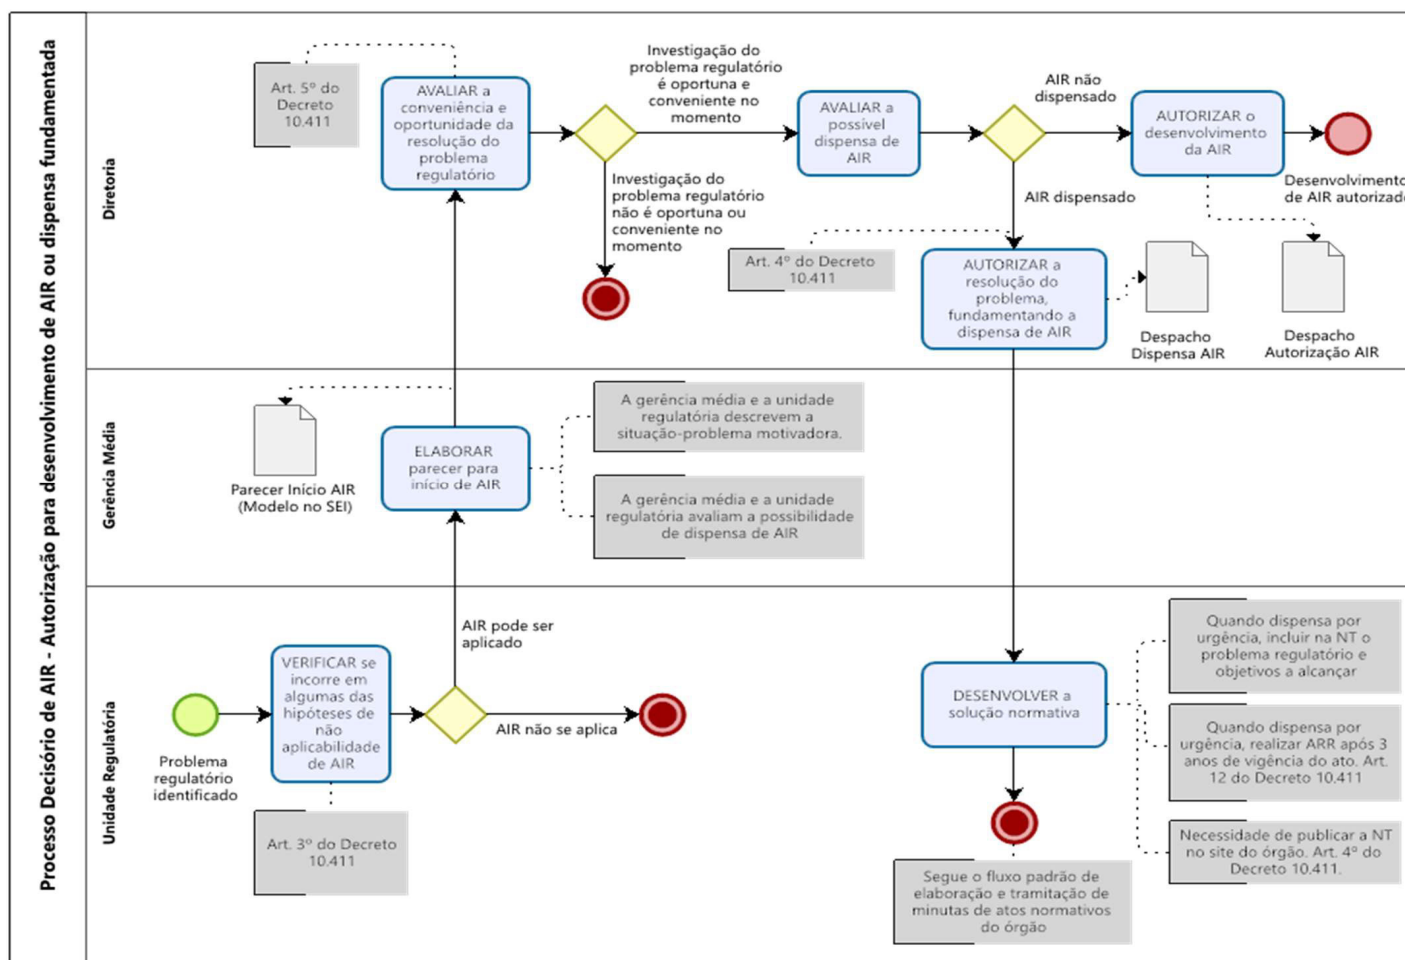 Processo Decisório de AIR - Autorização para desenvolvimento de AIR ou dispensa fundamentada
Diretoria
Art. 5º do
Decreto
10.411
AVALIAR a
conveniência e
oportunidade da
resolução do
problema
regulatório
Investigação do
problema regulatório
é oportuna e
conveniente no
momento
Investigação do
problema regulatório
não é oportuna ou
conveniente no
momento
AVALIAR a
possível
dispensa de
AIR
AIR não
dispensado
AIR dispensado
AUTORIZAR o
desenvolvimento
da AIR
Desenvolvimento
de AIR autorizado
Art. 4º do Decreto
10.411
AUTORIZAR a
resolução do
problema,
fundamentando a
dispensa de AIR
Despacho
Dispensa AIR
Despacho
Autorização AIR
Gerência Média
Parecer Início AIR
(Modelo no SEI)
ELABORAR
parecer para
início de AIR
A gerência média e a unidade
regulatória descrevem a
situação-problema motivadora.
A gerência média e a unidade
regulatória avaliam a possibilidade
de dispensa de AIR
Unidade Regulatória
Problema
regulatório
identificado
VERIFICAR se
incorre em
algumas das
hipóteses de
não
aplicabilidade
de AIR
Art. 3º do Decreto
10.411
AIR pode ser
aplicado
AIR não se aplica
DESENVOLVER a
solução normativa
Quando dispensa por
urgência, incluir na NT o
problema regulatório e
objetivos a alcançar
Quando dispensa por
urgência, realizar ARR após 3
anos de vigência do ato. Art.
12 do Decreto 10.411
Necessidade de publicar a NT
no site do órgão. Art. 4º do
Decreto 10.411.
Segue o fluxo padrão de
elaboração e tramitação de
minutas de atos normativos
do órgão